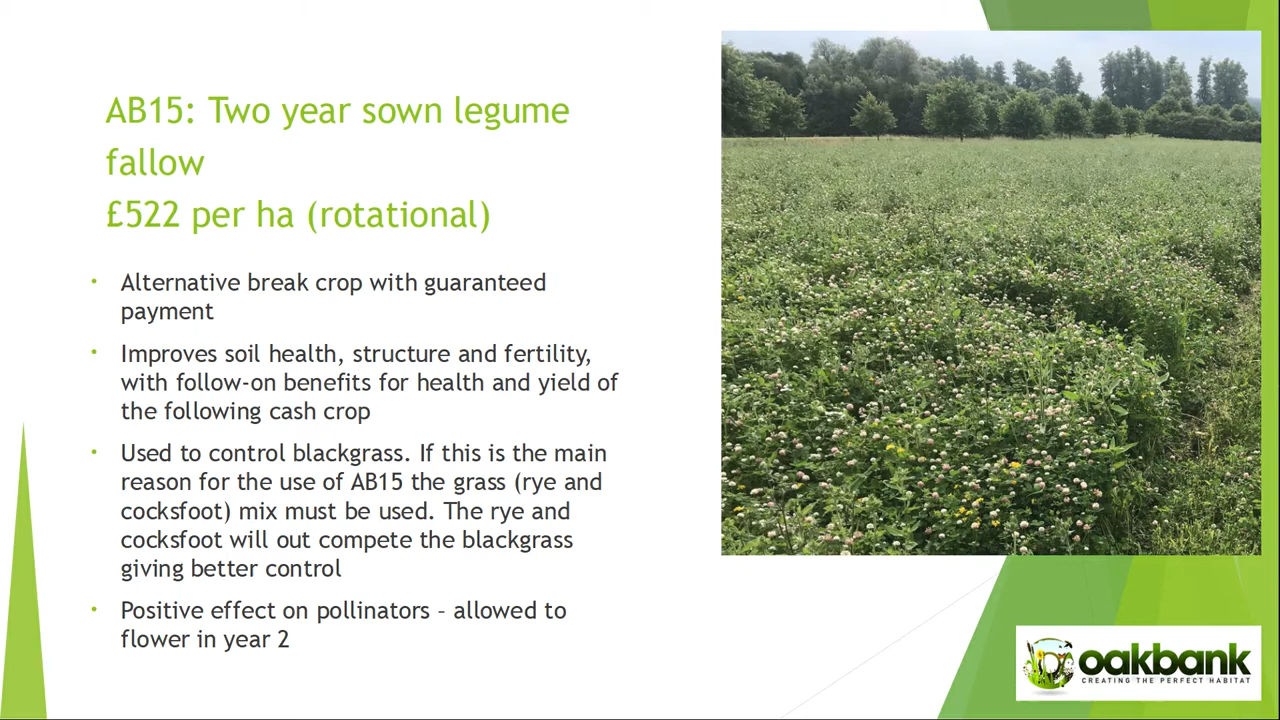 AB15: Two year sown legume
fallow
£522 per ha (rotational)
• Alternative break crop with guaranteed
payment
• Improves soil health, structure and fertility,
with follow-on benefits for health and yield of
the following cash crop
• Used to control blackgrass. If this is the main
reason for the use of AB15 the grass (rye and
cocksfoot) mix must be used. The rye and
cocksfoot will out compete the blackgrass
giving better control
• Positive effect on pollinators – allowed to
flower in year 2
oakbank
CREATING THE PERFECT HABITAT